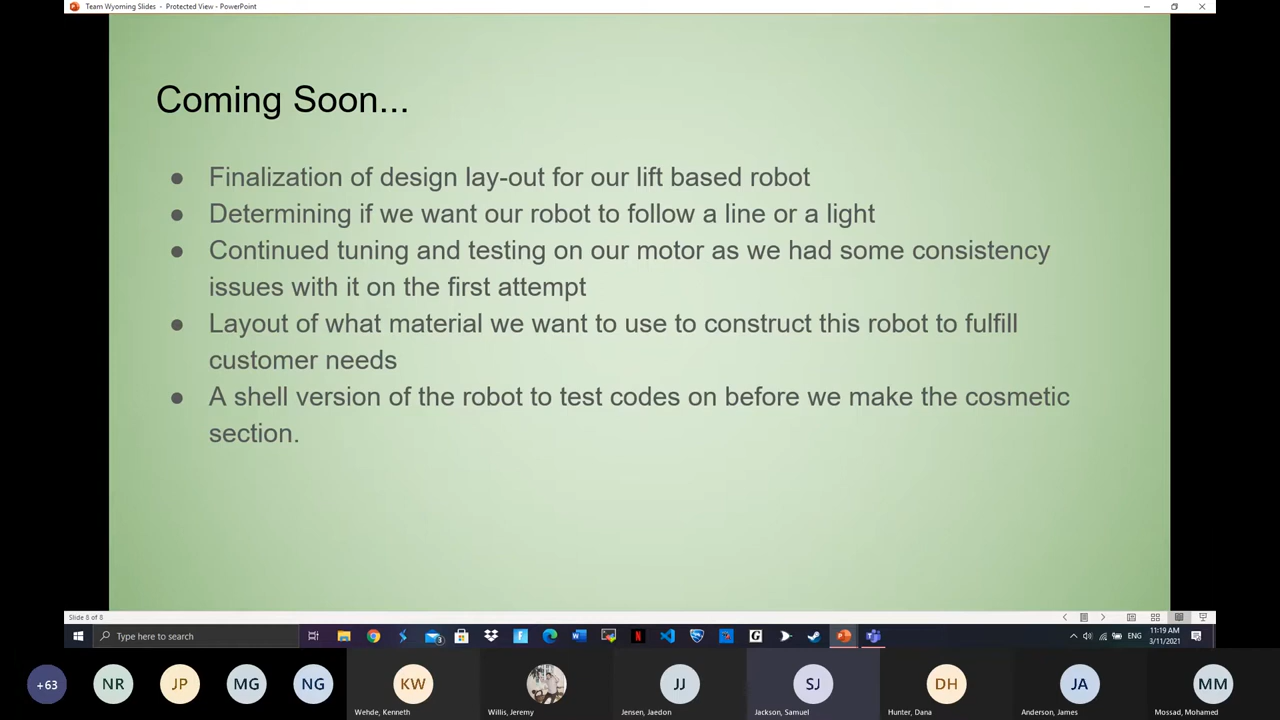 Team Wyoming Slides - Protected View - PowerPoint
Coming Soon...
● Finalization of design lay-out for our lift based robot
● Determining if we want our robot to follow a line or a light
● Continued tuning and testing on our motor as we had some consistency
issues with it on the first attempt
● Layout of what material we want to use to construct this robot to fulfill
customer needs
● A shell version of the robot to test codes on before we make the cosmetic
section.
Slide 8 of 8
Type here to search
ENG
11:19 AM
3/11/2021
+63
NR
JP
MG
NG
KW
JJ
SJ
DH
JA
MM
Wehde, Kenneth
Willis, Jeremy
Jensen, Jaedon
Jackson, Samuel
Hunter, Dana
Anderson, James
Mossad, Mohamed